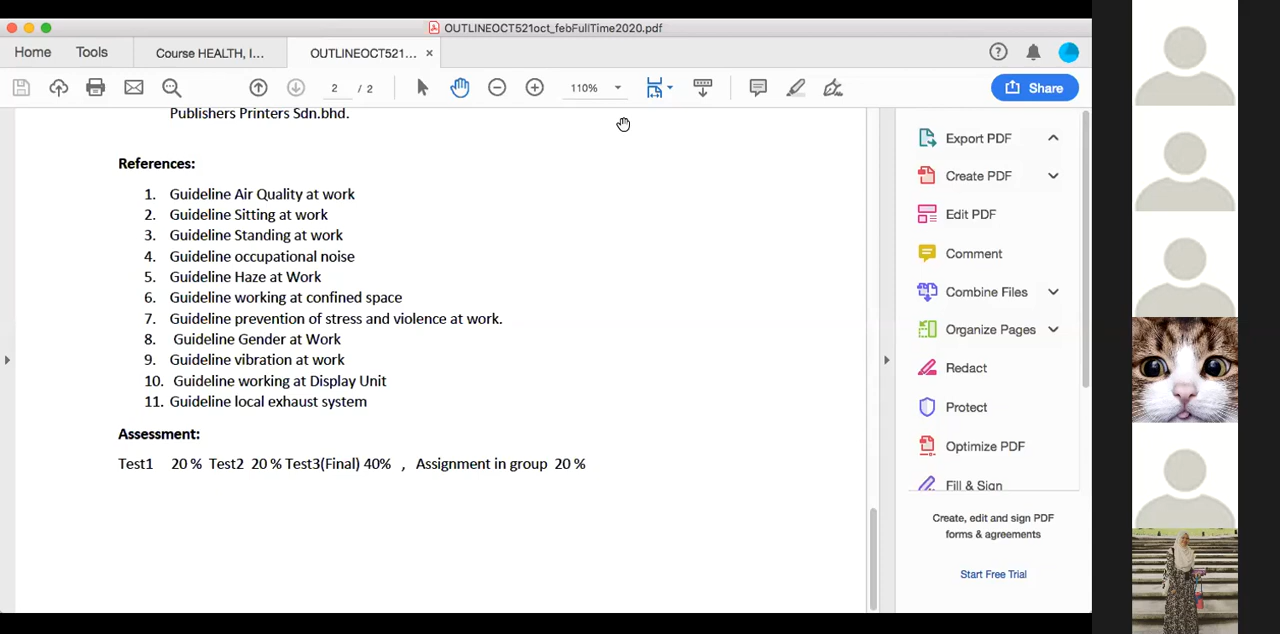 OUTLINEOCT521oct_febFullTime2020.pdf
Home Tools Course HEALTH, I... OUTLINEOCT521... ×
2 / 2 110% Share
Publishers Printers Sdn.bhd.
References:
1. Guideline Air Quality at work
2. Guideline Sitting at work
3. Guideline Standing at work
4. Guideline occupational noise
5. Guideline Haze at Work
6. Guideline working at confined space
7. Guideline prevention of stress and violence at work.
8. Guideline Gender at Work
9. Guideline vibration at work
10. Guideline working at Display Unit
11. Guideline local exhaust system
Assessment:
Test1 20 % Test2 20 % Test3(Final) 40% , Assignment in group 20 %
Export PDF
Create PDF
Edit PDF
Comment
Combine Files
Organize Pages
Redact
Protect
Optimize PDF
Fill & Sign
Create, edit and sign PDF
forms & agreements
Start Free Trial